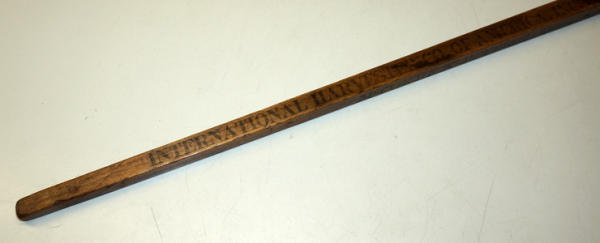 INTERNATIONAL HARVESTER CO. OF AMERICA